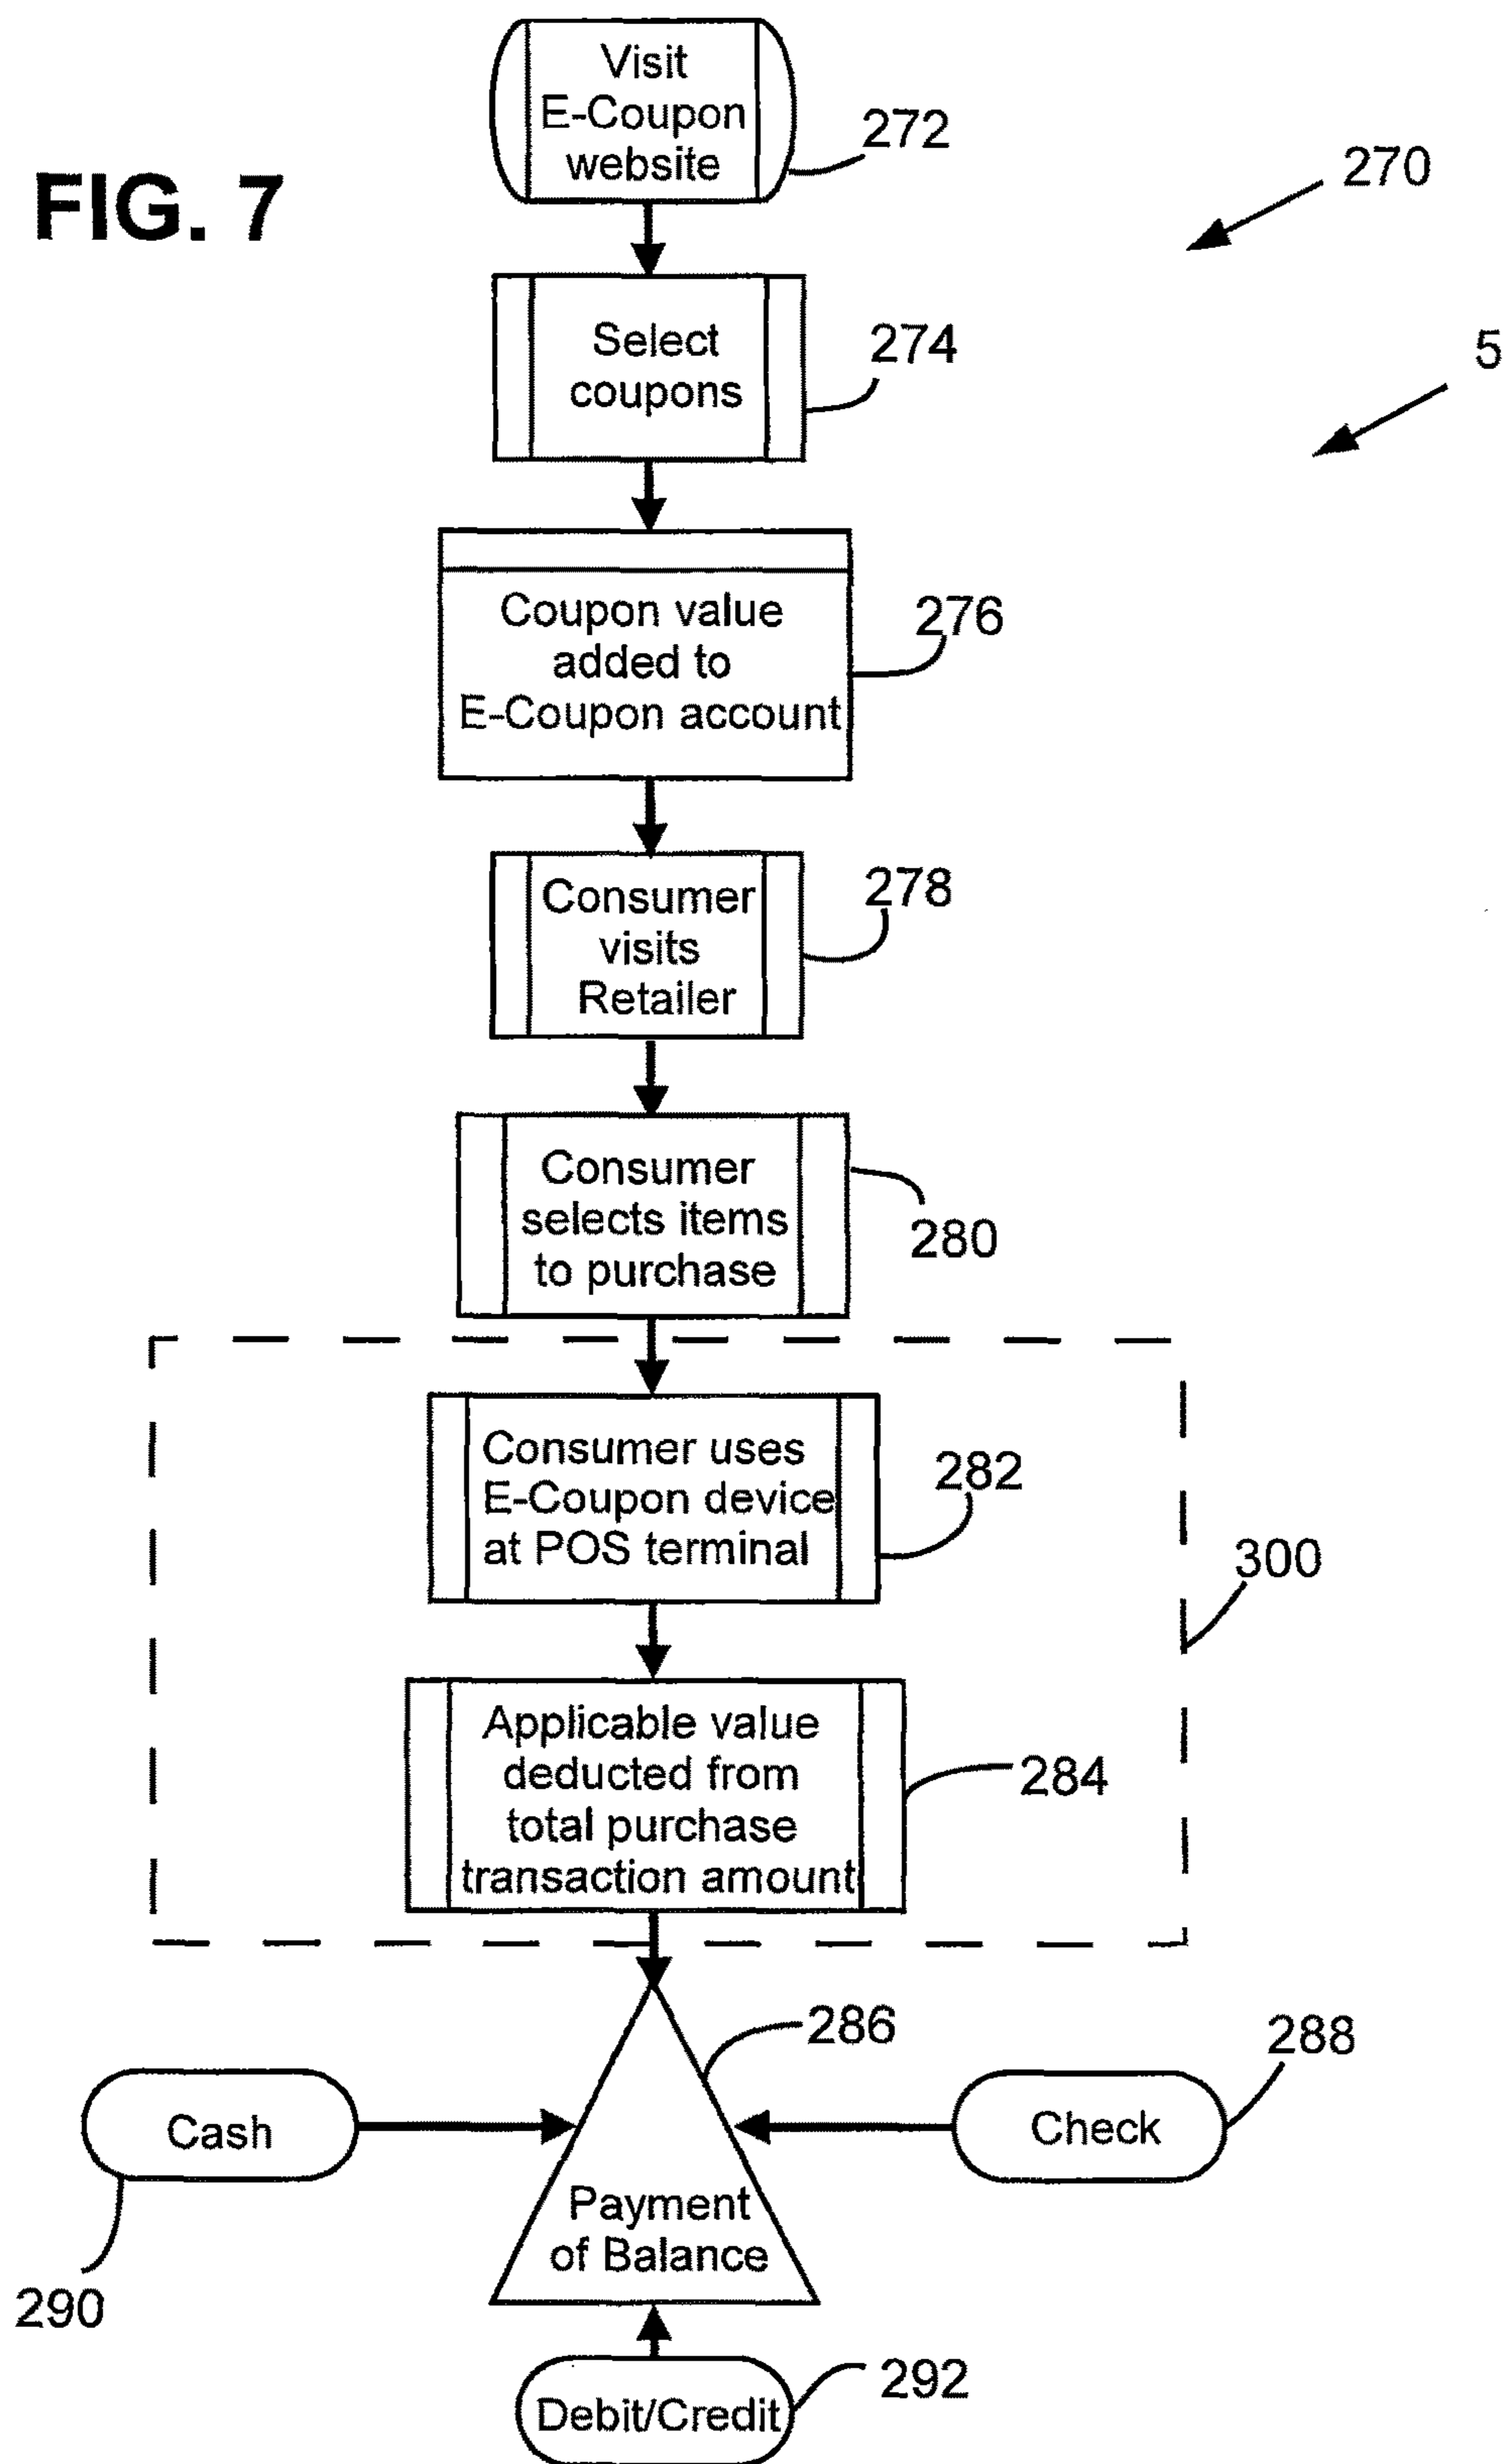 Visit
E-Coupon
website
272
270
FIG. 7
Select
coupons
274
5
Coupon value
added to
E-Coupon account
276
Consumer
visits
Retailer
278
Consumer
selects items
to purchase
280
Consumer uses
E-Coupon device
at POS terminal
282
300
Applicable value
deducted from
total purchase
transaction amount
284
286
288
Cash
Check
Payment
of Balance
290
292
Debit/Credit